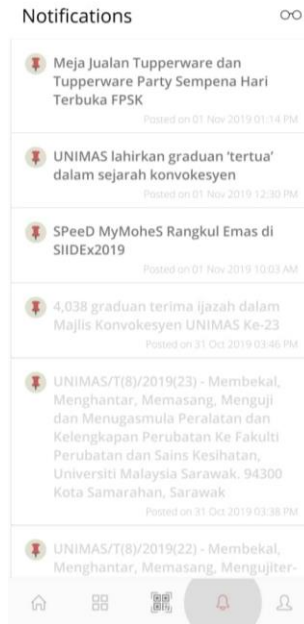 Notifications
Meja Jualan Tupperware dan
Tupperware Party Sempena Hari
Terbuka FPSK
Posted on 01 Nov 2019 01:14 PM
UNIMAS lahirkan graduan ‘tertua’
dalam sejarah konvokesyen
Posted on 01 Nov 2019 12:30 PM
SPeeD MyMoheS Rangkul Emas di
SIIDEx2019
Posted on 01 Nov 2019 10:03 AM
4,038 graduan terima ijazah dalam
Majlis Konvokesyen UNIMAS Ke-23
Posted on 31 Oct 2019 03:46 PM
UNIMAS/T(8)/2019(23) - Membekal,
Menghantar, Memasang, Menguji
dan Menugasmula Peralatan dan
Kelengkapan Perubatan Ke Fakulti
Perubatan dan Sains Kesihatan,
Universiti Malaysia Sarawak. 94300
Kota Samarahan, Sarawak
Posted on 31 Oct 2019 03:38 PM
UNIMAS/T(8)/2019(22) - Membekal,
Menghantar, Memasang, Mengujiter-